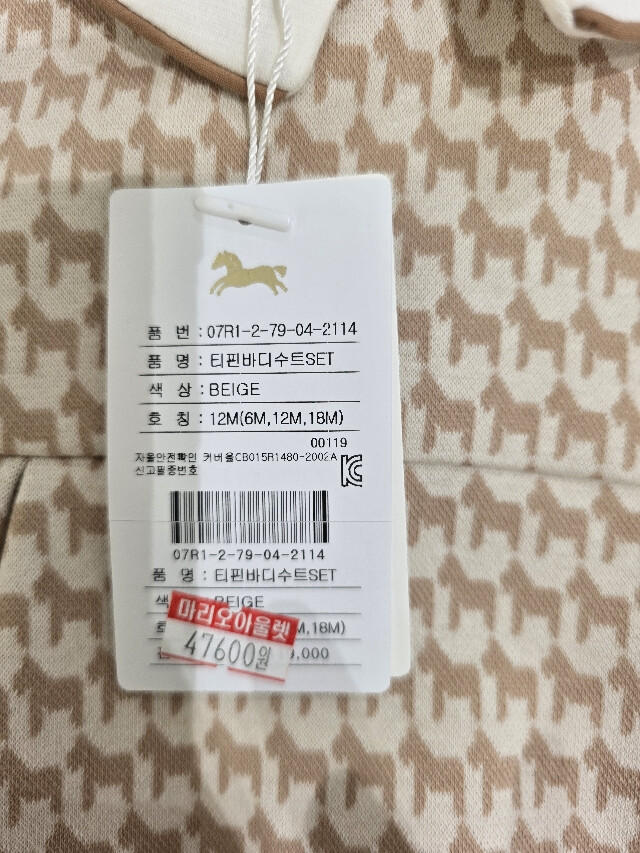 품 번 : 07R1-2-79-04-2114
품 명 : 티핀바디수트SET
색 상 : BEIGE
호 칭 : 12M(6M,12M,18M)
00119
자율안전확인 커버율CB015R1480-2002A
신고필증번호
07R1-2-79-04-2114
품 명 : 티핀바디수트SET
색 BEIGE
마리오아울렛
M,18M)
47600원
,000